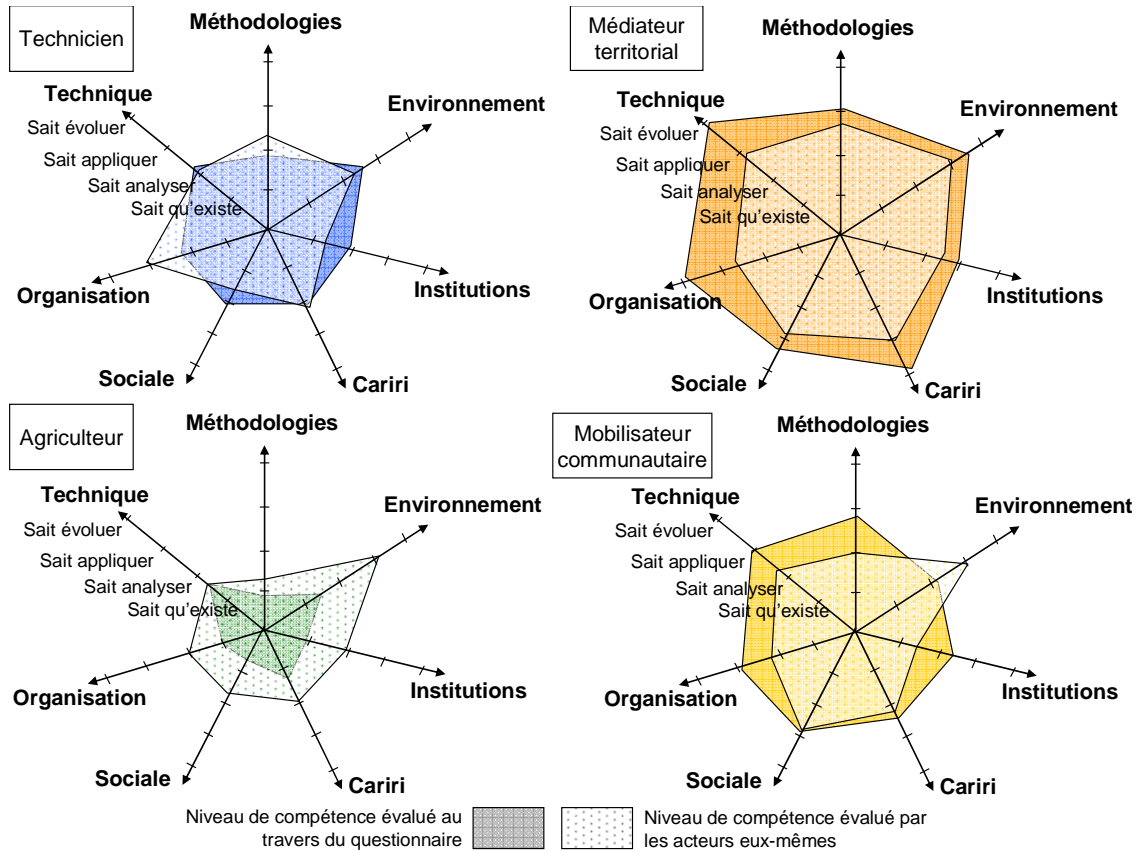 Technicien
Méthodologies
Technique
Environnement
Sait évoluer
Sait appliquer
Sait analyser
Sait qu'existe
Organisation
Institutions
Sociale
Cariri
Médiateur
territorial
Méthodologies
Technique
Environnement
Sait évoluer
Sait appliquer
Sait analyser
Sait qu'existe
Organisation
Institutions
Sociale
Cariri
Agriculteur
Méthodologies
Technique
Environnement
Sait évoluer
Sait appliquer
Sait analyser
Sait qu'existe
Organisation
Institutions
Sociale
Cariri
Mobilisateur
communautaire
Méthodologies
Technique
Environnement
Sait évoluer
Sait appliquer
Sait analyser
Sait qu'existe
Organisation
Institutions
Sociale
Cariri
Niveau de compétence évalué au
travers du questionnaire
Niveau de compétence évalué par
les acteurs eux-mêmes